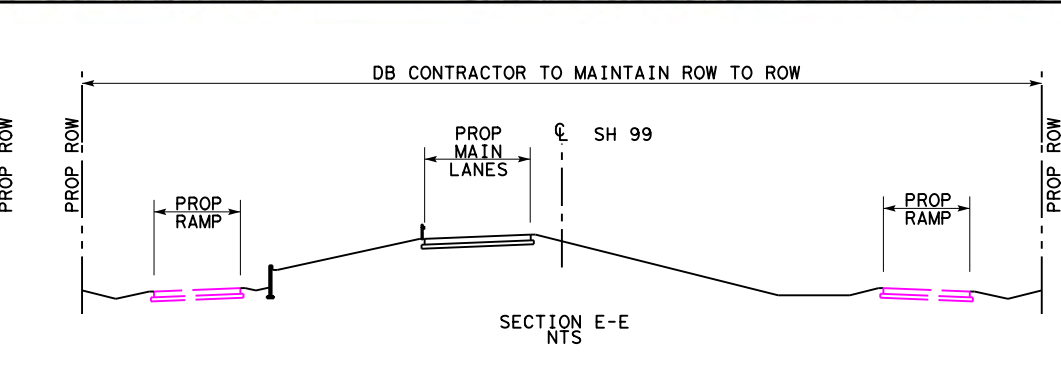 DB CONTRACTOR TO MAINTAIN ROW TO ROW
PROP ROW
PROP ROW
PROP
RAMP
PROP
MAIN
LANES
℄ SH 99
PROP
RAMP
PROP ROW
SECTION E-E
NTS